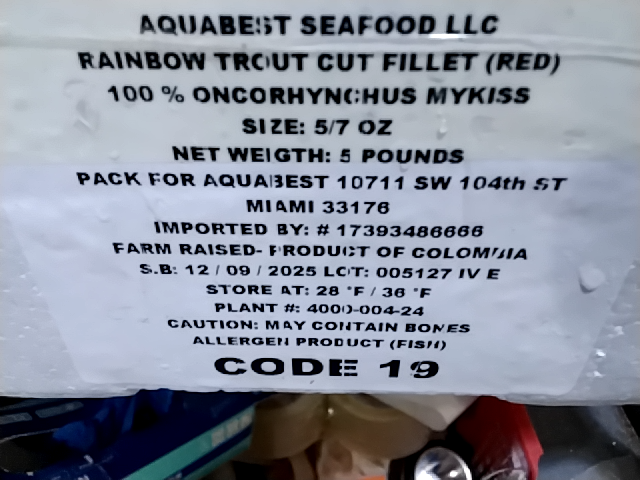 AQUABEST SEAFOOD LLC
RAINBOW TROUT CUT FILLET (RED)
100 % ONCORHYNCHUS MYKISS
SIZE: 5/7 OZ
NET WEIGTH: 5 POUNDS
PACK FOR AQUABEST 10711 SW 104th ST
MIAMI 33176
IMPORTED BY: # 17393486666
FARM RAISED- PRODUCT OF COLOMBIA
S.B: 12 / 09 / 2025 LOT: 005127 IV E
STORE AT: 28 °F / 36 °F
PLANT #: 4000-004-24
CAUTION: MAY CONTAIN BONES
ALLERGEN PRODUCT (FISH)
CODE 19